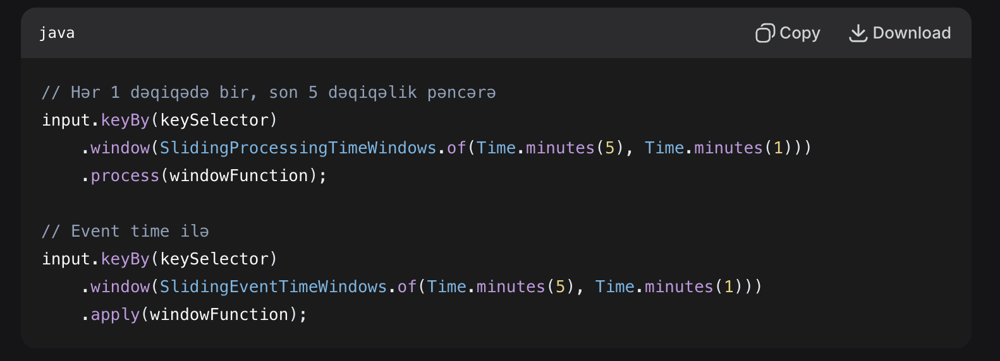 java
Copy
Download
// Hər 1 dəqiqədə bir, son 5 dəqiqəlik pəncərə
input.keyBy(keySelector)
    .window(SlidingProcessingTimeWindows.of(Time.minutes(5), Time.minutes(1)))
    .process(windowFunction);
// Event time ilə
input.keyBy(keySelector)
    .window(SlidingEventTimeWindows.of(Time.minutes(5), Time.minutes(1)))
    .apply(windowFunction);